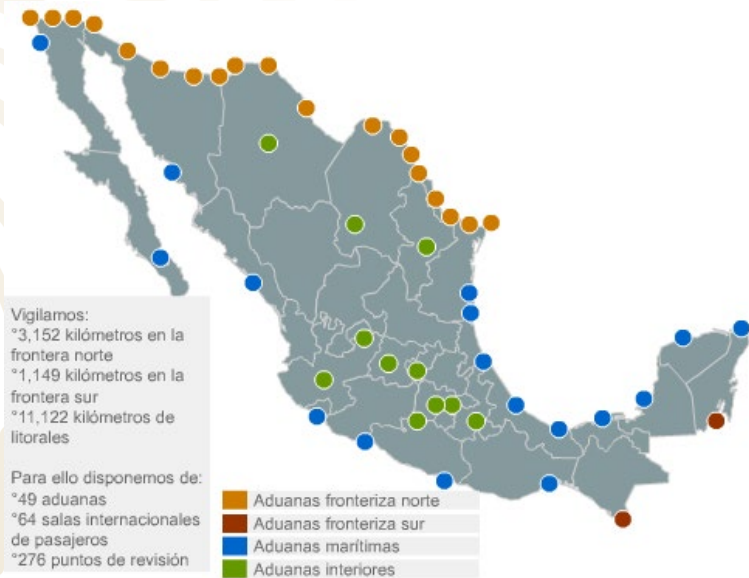 Vigilamos:
°3,152 kilómetros en la
frontera norte
°1,149 kilómetros en la
frontera sur
°11,122 kilómetros de
litorales
Para ello disponemos de:
°49 aduanas
°64 salas internacionales
de pasajeros
°276 puntos de revisión
Aduanas fronteriza norte
Aduanas fronteriza sur
Aduanas marítimas
Aduanas interiores